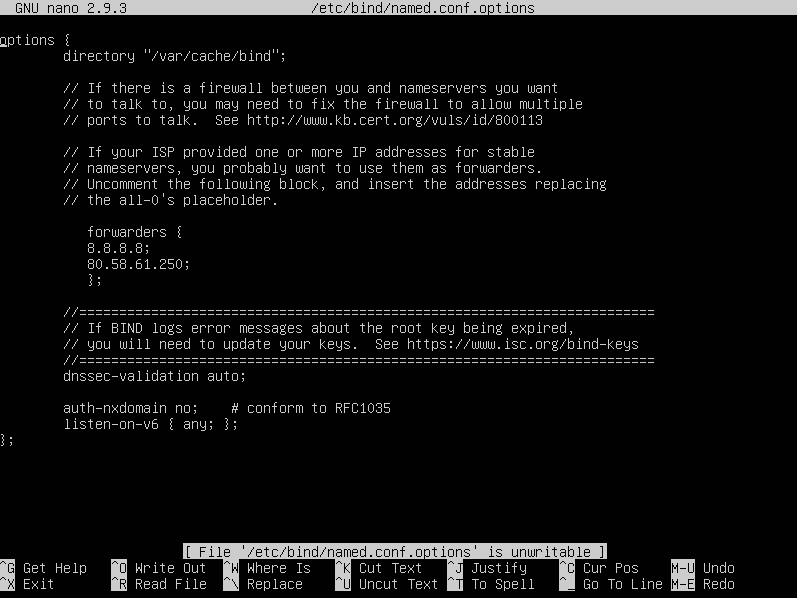 GNU nano 2.9.3 /etc/bind/named.conf.options
options {
directory "/var/cache/bind";
// If there is a firewall between you and nameservers you want
// to talk to, you may need to fix the firewall to allow multiple
// ports to talk.  See http://www.kb.cert.org/vuls/id/800113
// If your ISP provided one or more IP addresses for stable
// nameservers, you probably want to use them as forwarders.
// Uncomment the following block, and insert the addresses replacing
// the all-0's placeholder.
forwarders {
8.8.8.8;
80.58.61.250;
};
//========================================================================
// If BIND logs error messages about the root key being expired,
// you will need to update your keys.  See https://www.isc.org/bind-keys
//========================================================================
dnssec-validation auto;
auth-nxdomain no;    # conform to RFC1035
listen-on-v6 { any; };
};
[ File '/etc/bind/named.conf.options' is unwritable ]
^G Get Help ^O Write Out ^W Where Is ^K Cut Text ^J Justify ^C Cur Pos M-U Undo
^X Exit ^R Read File ^\ Replace ^U Uncut Text ^T To Spell ^_ Go To Line M-E Redo